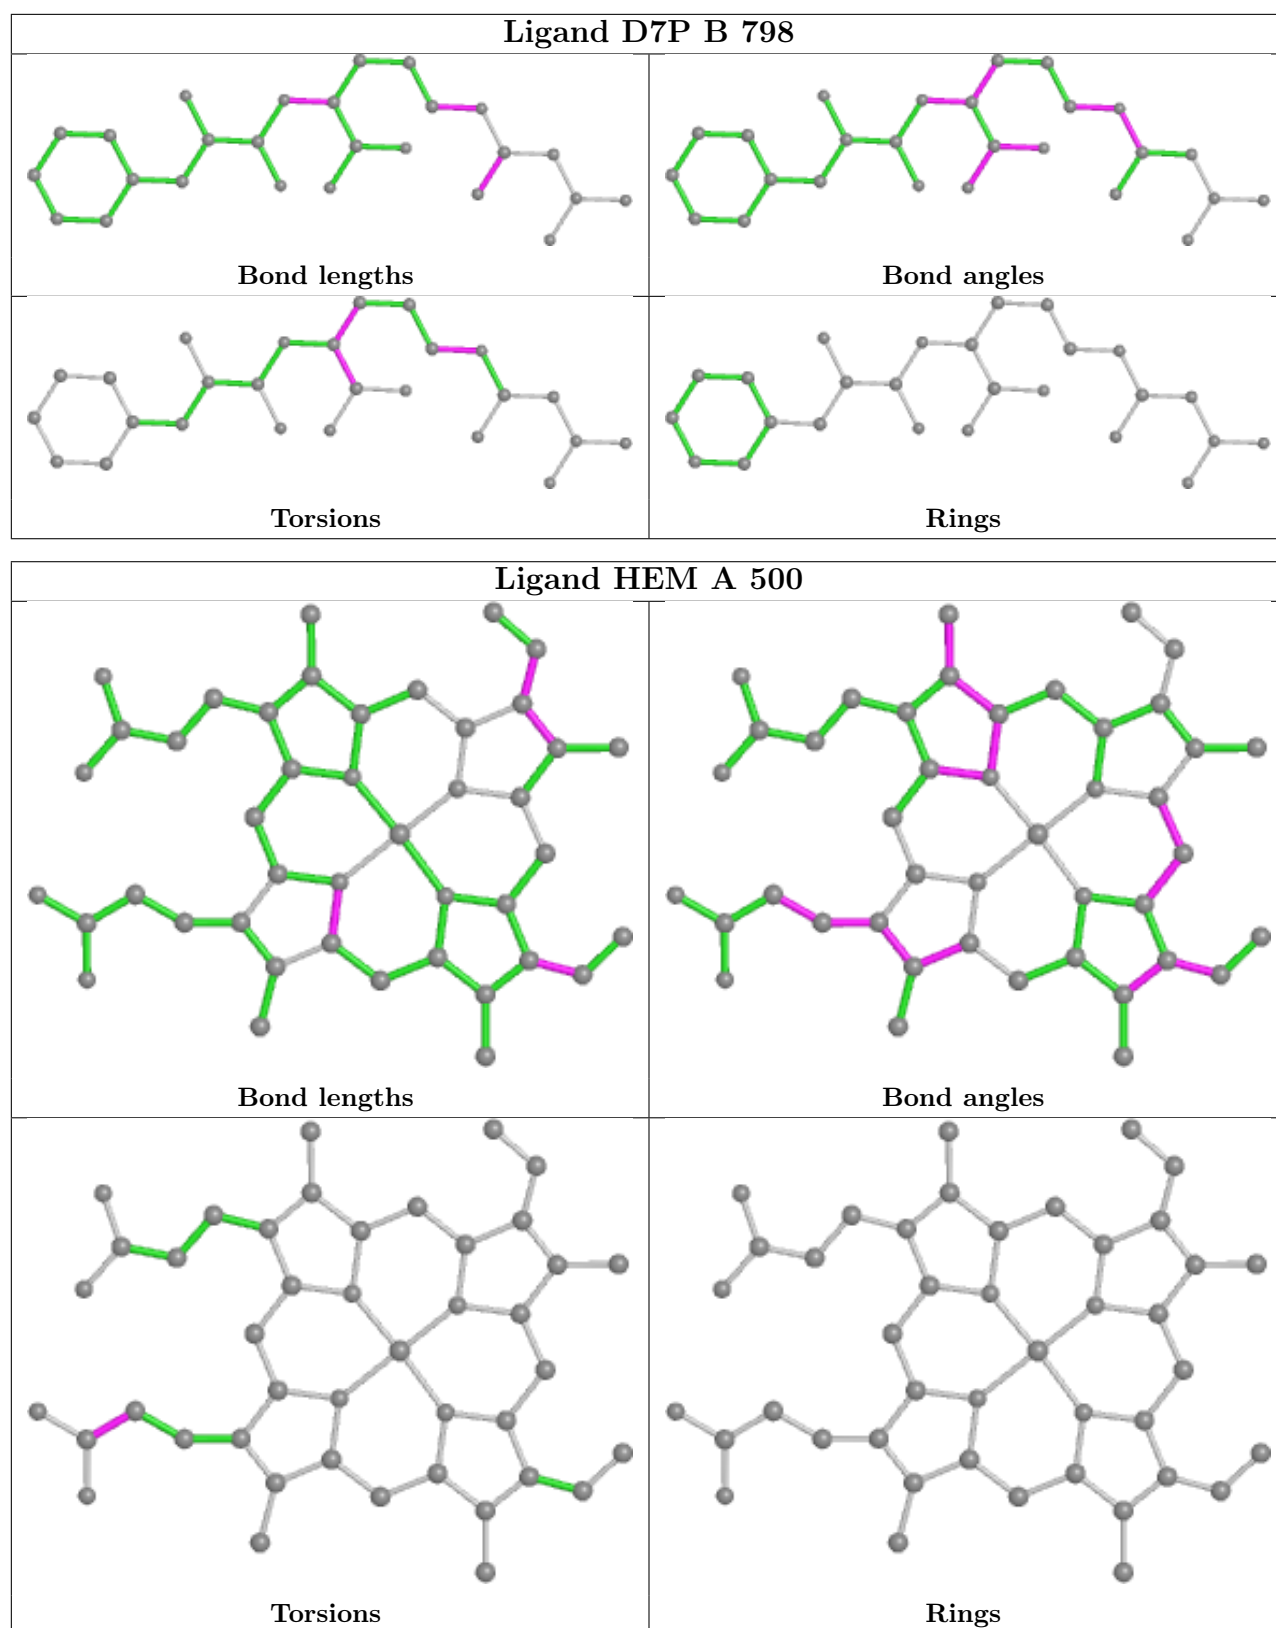 Ligand D7P B 798
Bond lengths
Bond angles
Torsions
Rings
Ligand HEM A 500
Bond lengths
Bond angles
Torsions
Rings